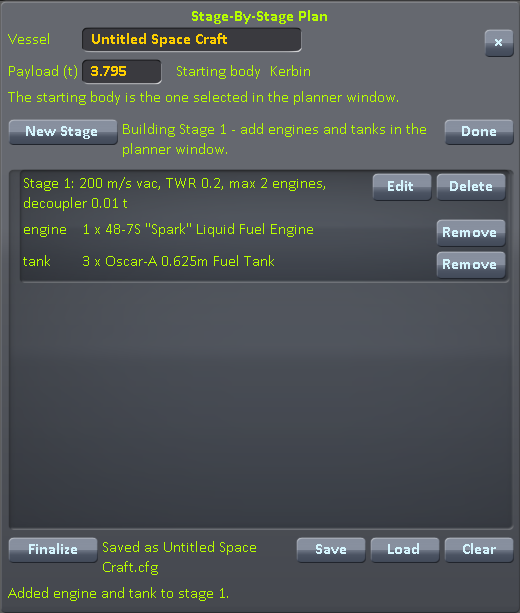 Stage-By-Stage Plan
Vessel Untitled Space Craft x
Payload (t) 3.795 Starting body Kerbin
The starting body is the one selected in the planner window.
New Stage Building Stage 1 - add engines and tanks in the planner window. Done
Stage 1: 200 m/s vac, TWR 0.2, max 2 engines, decoupler 0.01 t Edit Delete
engine 1 x 48-7S "Spark" Liquid Fuel Engine Remove
tank 3 x Oscar-A 0.625m Fuel Tank Remove
Finalize Saved as Untitled Space Craft.cfg Save Load Clear
Added engine and tank to stage 1.